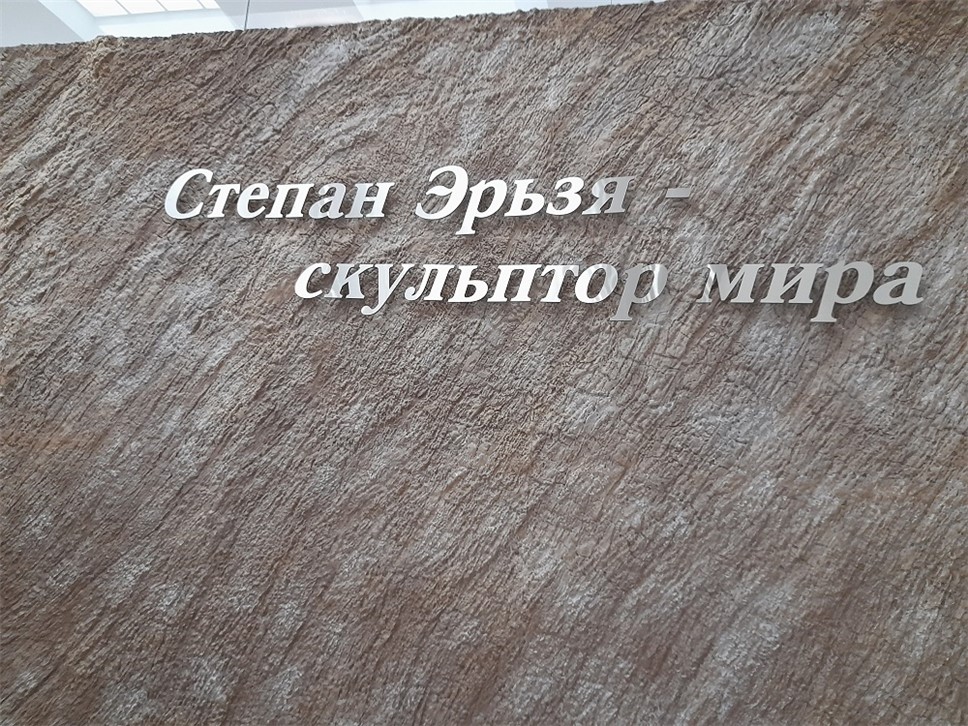 Степан Эрьзя -
скульптор мира